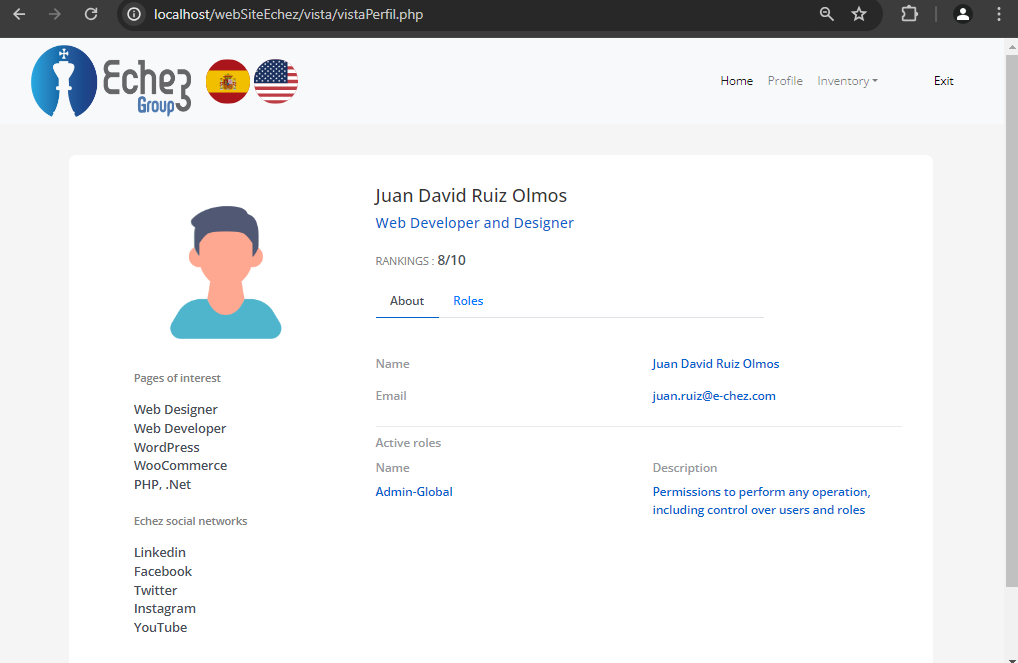 localhost/webSiteEchez/vista/vistaPerfil.php
Echez
Group
Home Profile Inventory Exit
Juan David Ruiz Olmos
Web Developer and Designer
RANKINGS : 8/10
About Roles
Name Juan David Ruiz Olmos
Email juan.ruiz@e-chez.com
Active roles
Name Description
Admin-Global Permissions to perform any operation,
including control over users and roles
Pages of interest
Web Designer
Web Developer
WordPress
WooCommerce
PHP, .Net
Echez social networks
Linkedin
Facebook
Twitter
Instagram
YouTube